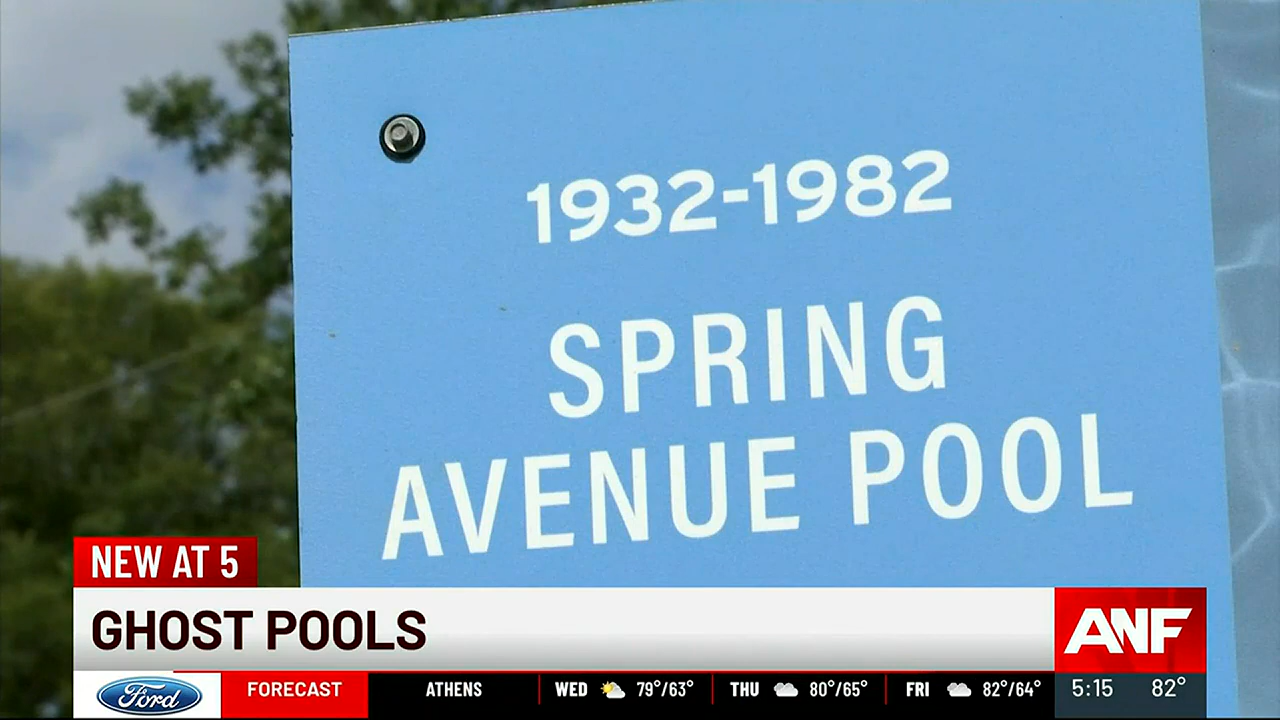 1932-1982
SPRING
AVENUE POOL
NEW AT 5
GHOST POOLS
ANF
Ford
FORECAST
ATHENS
WED 79°/63°
THU 80°/65°
FRI 82°/64°
5:15 82°